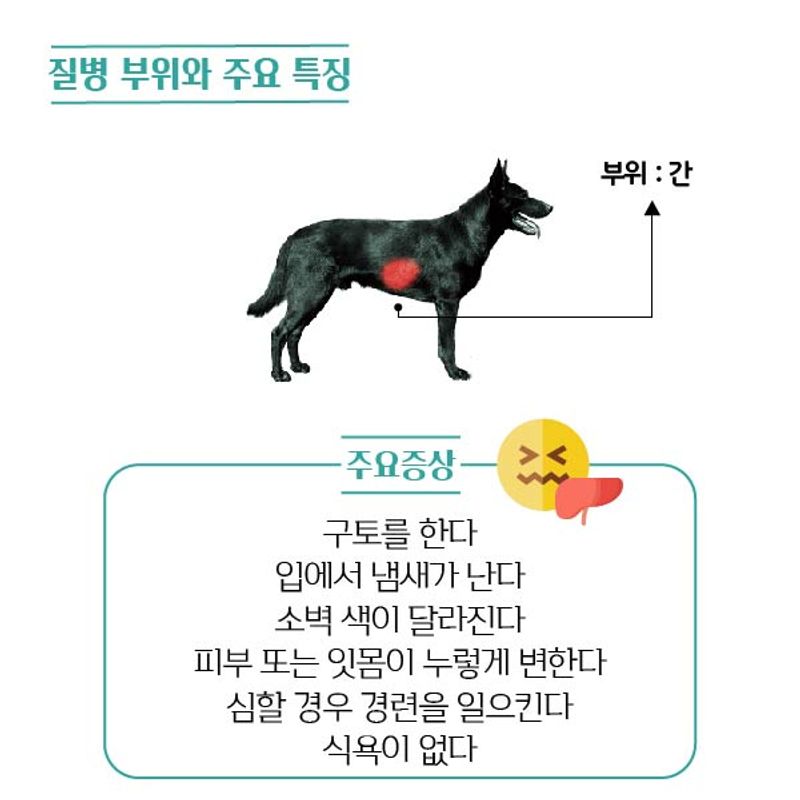 질병 부위와 주요 특징
부위 : 간
주요증상
구토를 한다
입에서 냄새가 난다
소벽 색이 달라진다
피부 또는 잇몸이 누렇게 변한다
심할 경우 경련을 일으킨다
식욕이 없다